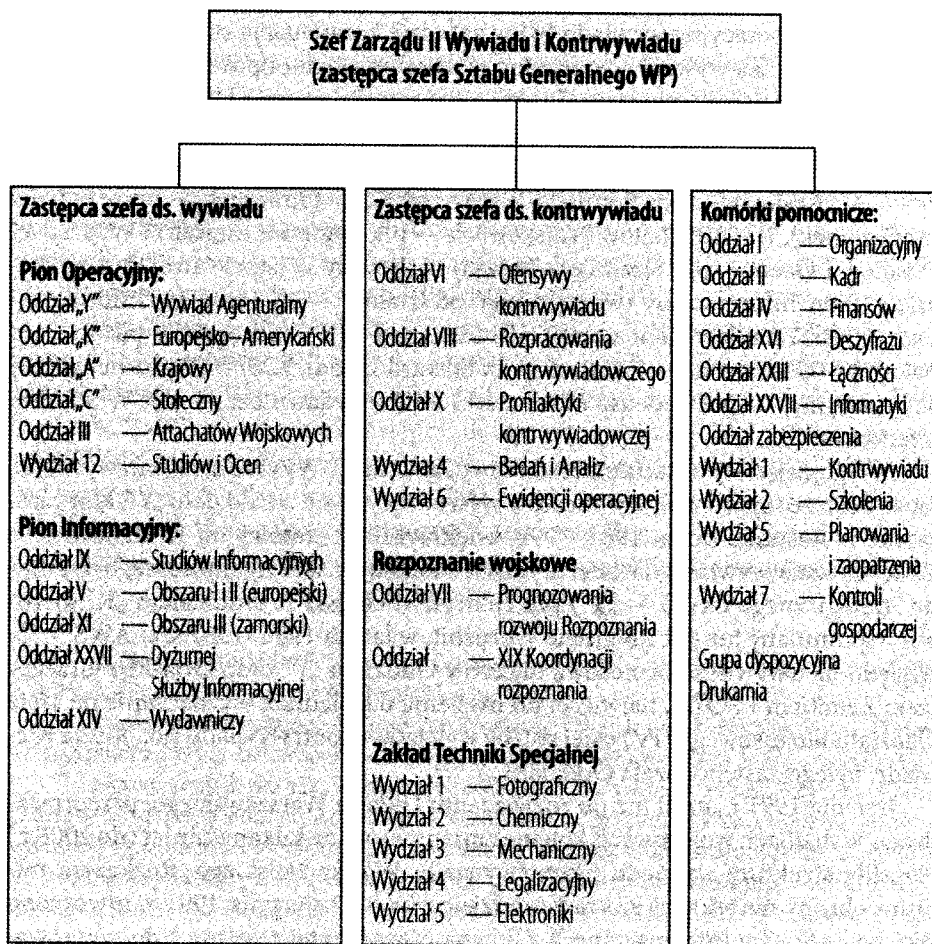 Szef Zarządu II Wywiadu i Kontrwywiadu
(zastępca szefa Sztabu Generalnego WP)
Zastępca szefa ds. wywiadu
Pion Operacyjny:
Oddział „Y” — Wywiad Agenturalny
Oddział „K” — Europejsko–Amerykański
Oddział „A” — Krajowy
Oddział „C” — Stołeczny
Oddział III — Attachatów Wojskowych
Wydział 12 — Studiów i Ocen
Pion Informacyjny:
Oddział IX — Studiów Informacyjnych
Oddział V — Obszaru I i II (europejski)
Oddział XI — Obszaru III (zamorski)
Oddział XXVII — Dyżurnej
Służby Informacyjnej
Oddział XIV — Wydawniczy
Zastępca szefa ds. kontrwywiadu
Oddział VI — Ofensywy
kontrwywiadu
Oddział VIII — Rozpracowania
kontrwywiadowczego
Oddział X — Profilaktyki
kontrwywiadowczej
Wydział 4 — Badań i Analiz
Wydział 6 — Ewidencji operacyjnej
Rozpoznanie wojskowe
Oddział VII — Prognozowania
rozwoju Rozpoznania
Oddział — XIX Koordynacji
rozpoznania
Zakład Techniki Specjalnej
Wydział 1 — Fotograficzny
Wydział 2 — Chemiczny
Wydział 3 — Mechaniczny
Wydział 4 — Legalizacyjny
Wydział 5 — Elektroniki
Komórki pomocnicze:
Oddział I — Organizacyjny
Oddział II — Kadr
Oddział IV — Finansów
Oddział XVI — Deszyfrażu
Oddział XXIII — Łączności
Oddział XXVIII — Informatyki
Oddział zabezpieczenia
Wydział 1 — Kontrwywiadu
Wydział 2 — Szkolenia
Wydział 5 — Planowania
i zaopatrzenia
Wydział 7 — Kontroli
gospodarczej
Grupa dyspozycyjna
Drukarnia